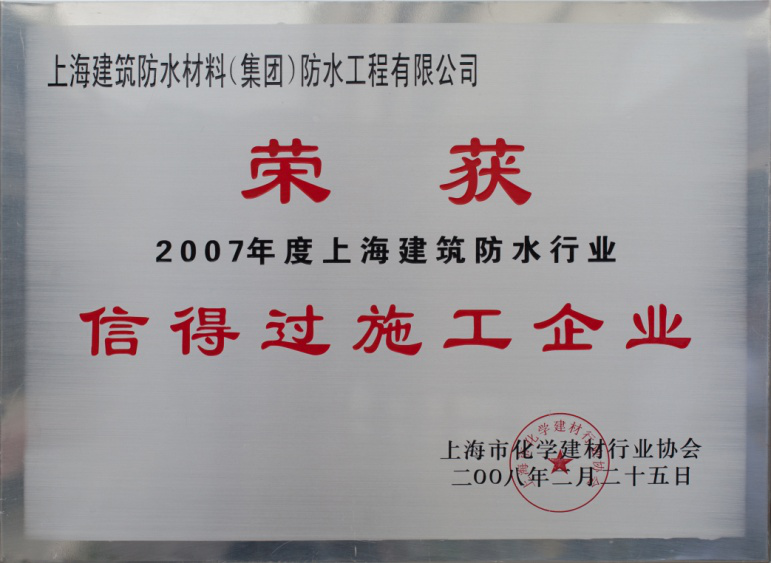 上海建筑防水材料(集团)防水工程有限公司
荣获
2007年度上海建筑防水行业
信得过施工企业
上海市化学建材行业协会
二OO八年二月二十五日